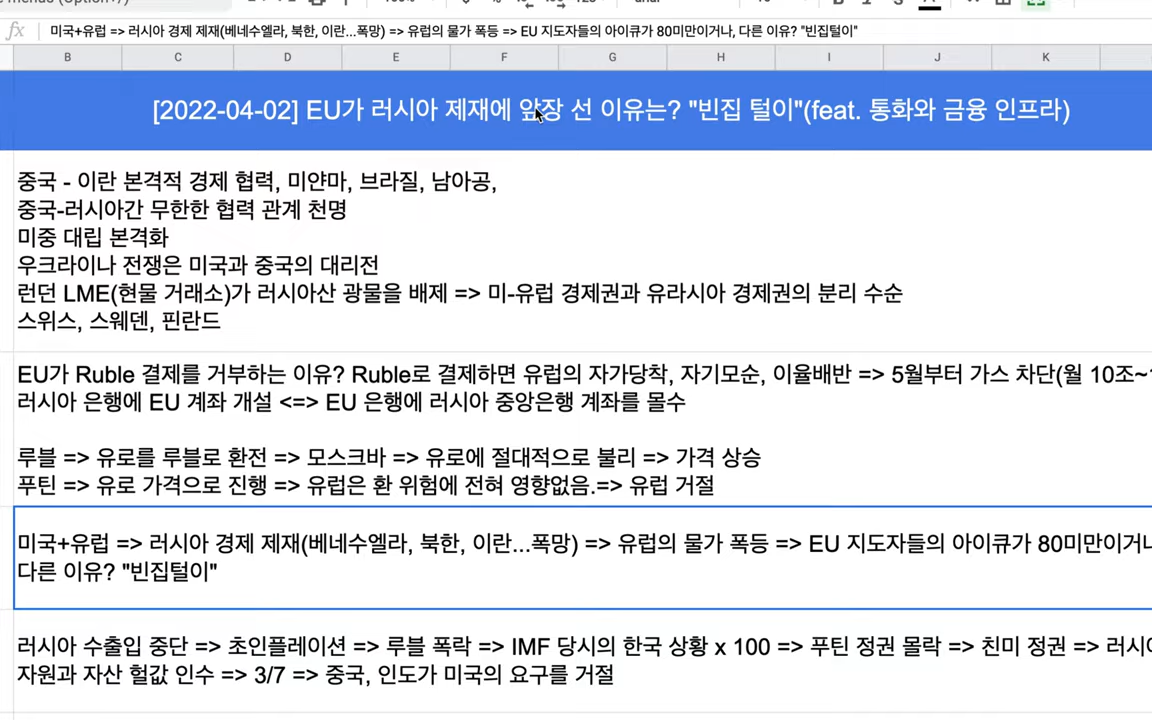 미국+유럽 => 러시아 경제 제재(베네수엘라, 북한, 이란...폭망) => 유럽의 물가 폭등 => EU 지도자들의 아이큐가 80미만이거나, 다른 이유? "빈집털이"
B C D E F G H I J K
[2022-04-02] EU가 러시아 제재에 앞장 선 이유는? "빈집 털이"(feat. 통화와 금융 인프라)
중국 - 이란 본격적 경제 협력, 미얀마, 브라질, 남아공,
중국-러시아간 무한한 협력 관계 천명
미중 대립 본격화
우크라이나 전쟁은 미국과 중국의 대리전
런던 LME(현물 거래소)가 러시아산 광물을 배제 => 미-유럽 경제권과 유라시아 경제권의 분리 수순
스위스, 스웨덴, 핀란드
EU가 Ruble 결제를 거부하는 이유? Ruble로 결제하면 유럽의 자가당착, 자기모순, 이율배반 => 5월부터 가스 차단(월 10조~
러시아 은행에 EU 계좌 개설 <=> EU 은행에 러시아 중앙은행 계좌를 몰수
루블 => 유로를 루블로 환전 => 모스크바 => 유로에 절대적으로 불리 => 가격 상승
푸틴 => 유로 가격으로 진행 => 유럽은 환 위험에 전혀 영향없음.=> 유럽 거절
미국+유럽 => 러시아 경제 제재(베네수엘라, 북한, 이란...폭망) => 유럽의 물가 폭등 => EU 지도자들의 아이큐가 80미만이거나
다른 이유? "빈집털이"
러시아 수출입 중단 => 초인플레이션 => 루블 폭락 => IMF 당시의 한국 상황 x 100 => 푸틴 정권 몰락 => 친미 정권 => 러시아
자원과 자산 헐값 인수 => 3/7 => 중국, 인도가 미국의 요구를 거절